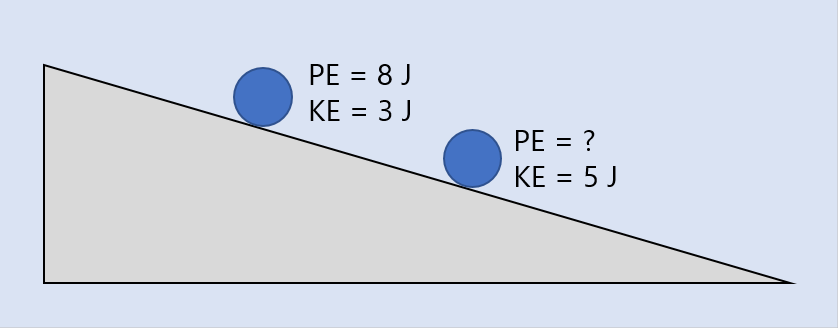 PE = 8 J
KE = 3 J
PE = ?
KE = 5 J